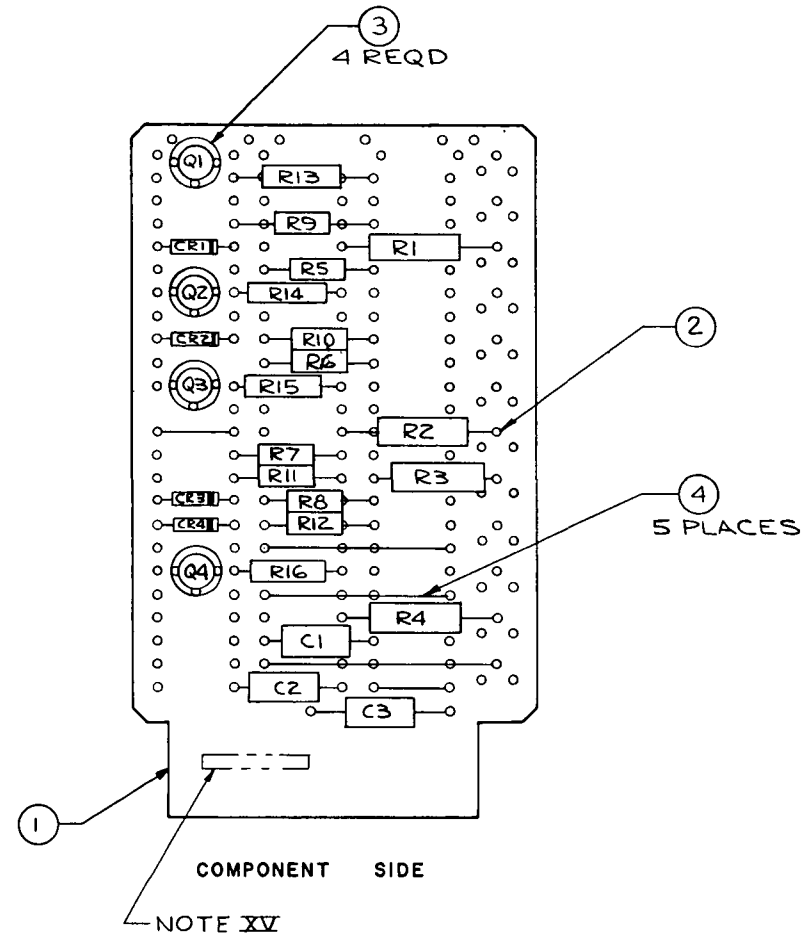 3
4 REQD
Q1
R13
R9
CR1
R1
R5
Q2
R14
2
CR2
R10
R6
Q3
R15
R2
R7
R11
R3
CR3
R8
4
5 PLACES
CR4
R12
Q4
R16
R4
C1
C2
C3
1
COMPONENT SIDE
NOTE XV